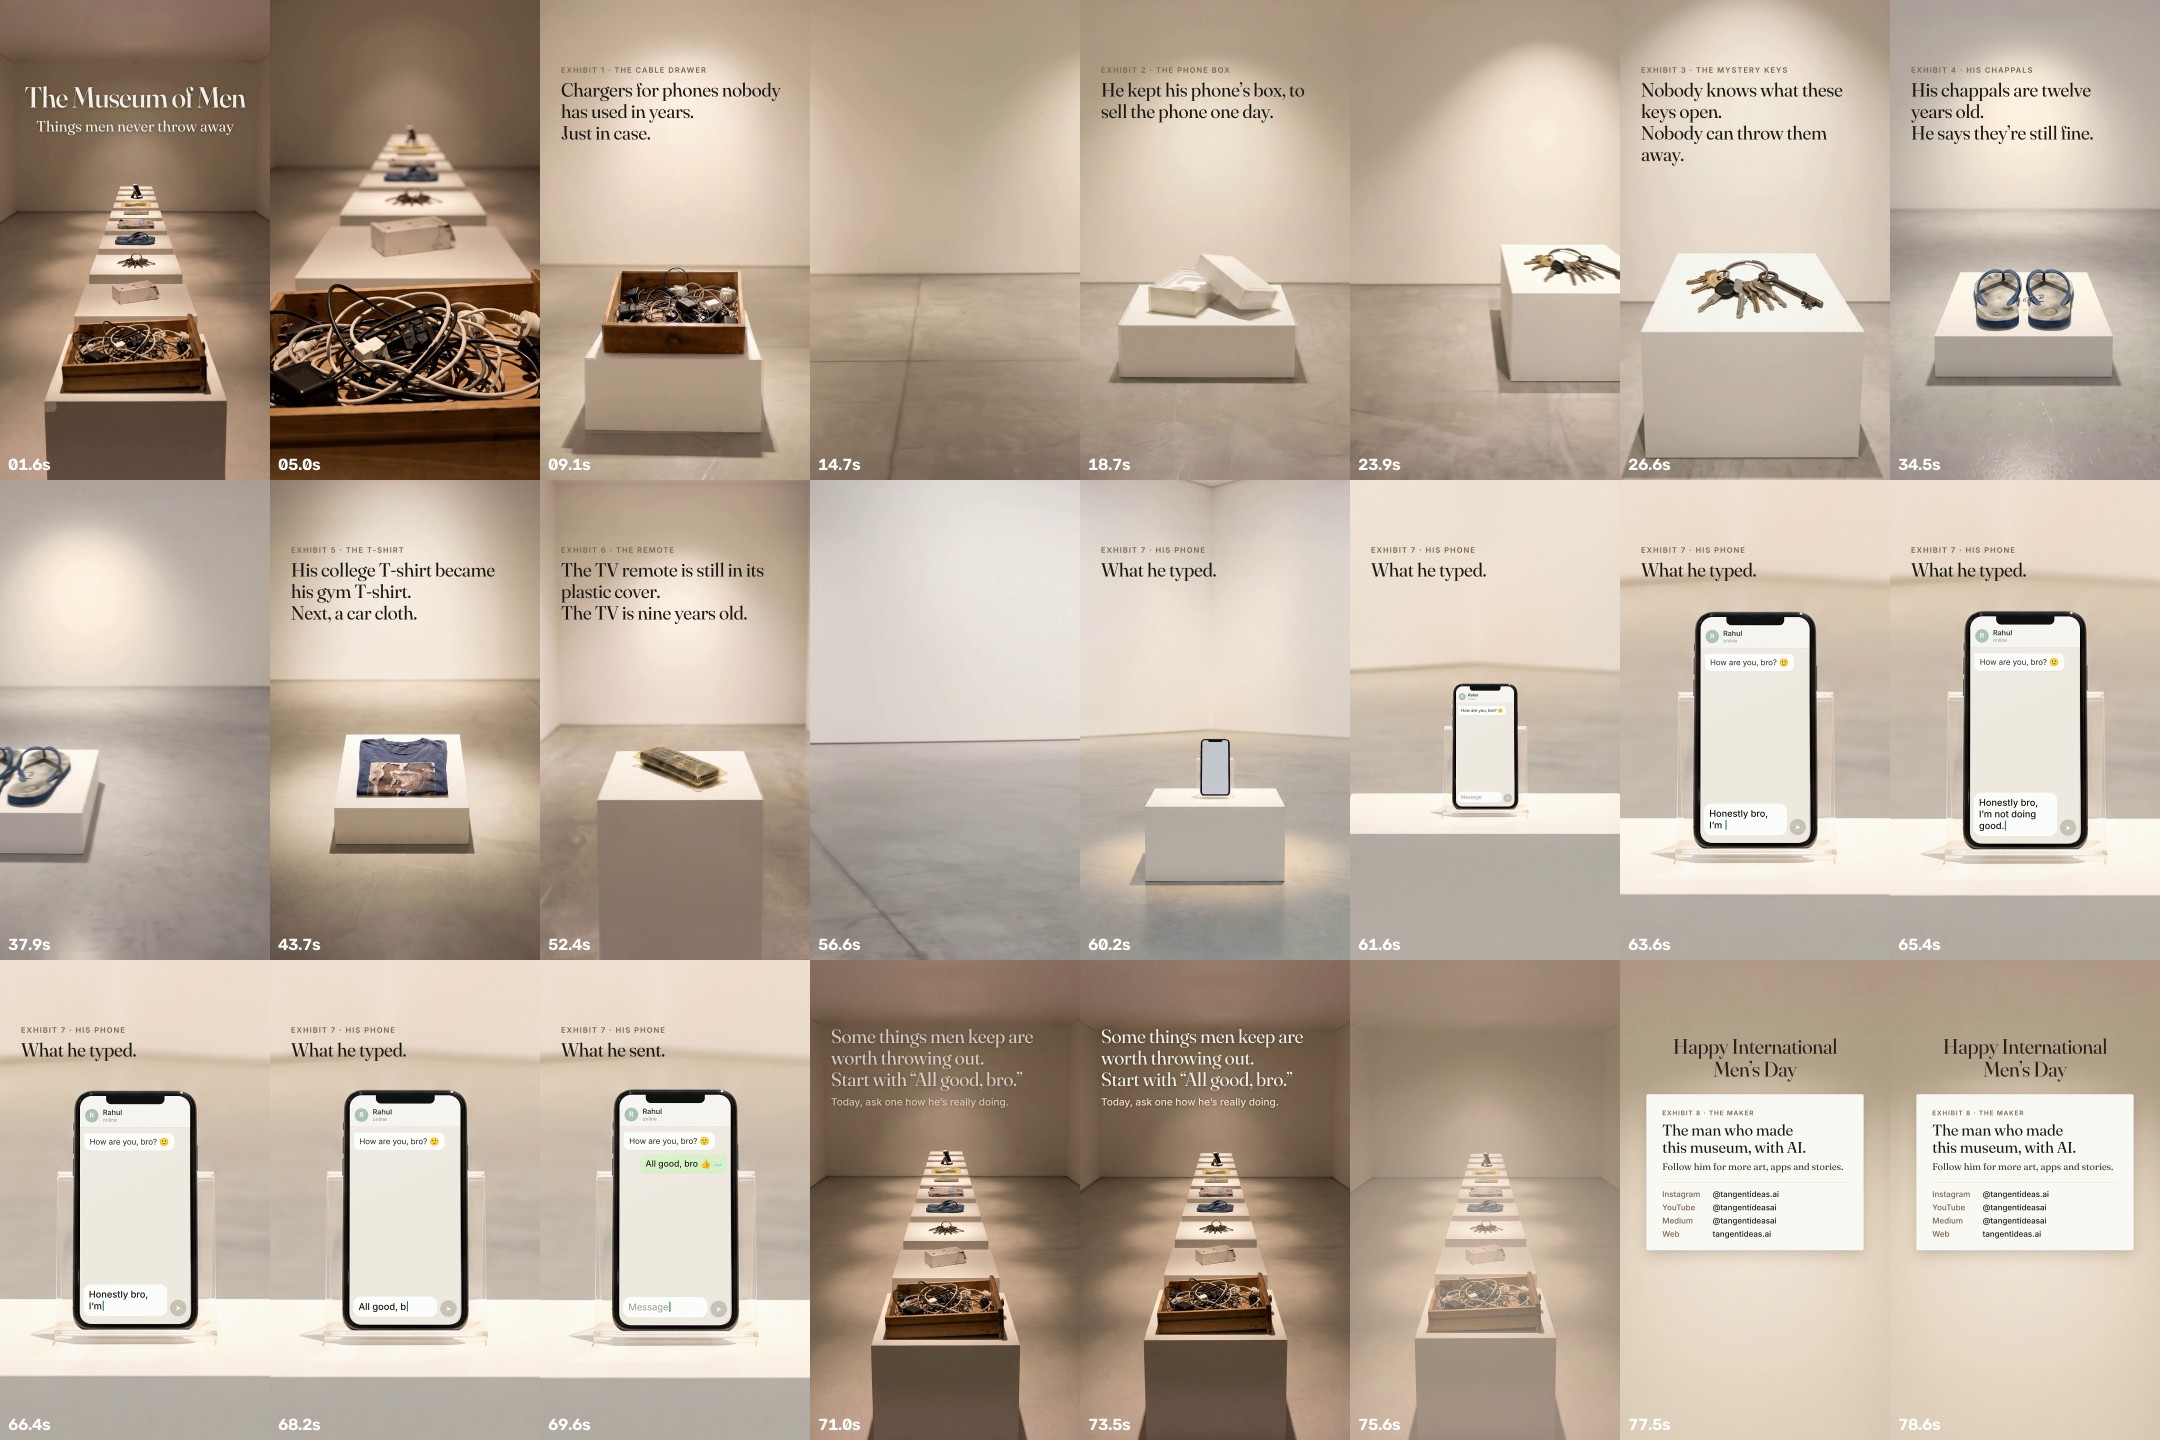 The Museum of Men
Things men never throw away
01.6s
05.0s
EXHIBIT 1 · THE CABLE DRAWER
Chargers for phones nobody
has used in years.
Just in case.
09.1s
14.7s
EXHIBIT 2 · THE PHONE BOX
He kept his phone’s box, to
sell the phone one day.
18.7s
23.9s
EXHIBIT 3 · THE MYSTERY KEYS
Nobody knows what these
keys open.
Nobody can throw them
away.
26.6s
EXHIBIT 4 · HIS CHAPPALS
His chappals are twelve
years old.
He says they’re still fine.
34.5s
37.9s
EXHIBIT 5 · THE T-SHIRT
His college T-shirt became
his gym T-shirt.
Next, a car cloth.
43.7s
EXHIBIT 6 · THE REMOTE
The TV remote is still in its
plastic cover.
The TV is nine years old.
52.4s
56.6s
EXHIBIT 7 · HIS PHONE
What he typed.
60.2s
EXHIBIT 7 · HIS PHONE
What he typed.
R
Rahul
online
How are you, bro? 🙂
Message
61.6s
EXHIBIT 7 · HIS PHONE
What he typed.
R
Rahul
online
How are you, bro? 🙂
Honestly bro,
I’m
63.6s
EXHIBIT 7 · HIS PHONE
What he typed.
R
Rahul
online
How are you, bro? 🙂
Honestly bro,
I’m not doing
good.
65.4s
EXHIBIT 7 · HIS PHONE
What he typed.
R
Rahul
online
How are you, bro? 🙂
Honestly bro,
I’m
66.4s
EXHIBIT 7 · HIS PHONE
What he typed.
R
Rahul
online
How are you, bro? 🙂
All good, b
68.2s
EXHIBIT 7 · HIS PHONE
What he sent.
R
Rahul
online
How are you, bro? 🙂
All good, bro 👍
Message
69.6s
Some things men keep are
worth throwing out.
Start with “All good, bro.”
Today, ask one how he’s really doing.
71.0s
Some things men keep are
worth throwing out.
Start with “All good, bro.”
Today, ask one how he’s really doing.
73.5s
75.6s
Happy International
Men’s Day
EXHIBIT 8 · THE MAKER
The man who made
this museum, with AI.
Follow him for more art, apps and stories.
Instagram @tangentideas.ai
YouTube @tangentideasai
Medium @tangentideasai
Web tangentideas.ai
77.5s
Happy International
Men’s Day
EXHIBIT 8 · THE MAKER
The man who made
this museum, with AI.
Follow him for more art, apps and stories.
Instagram @tangentideas.ai
YouTube @tangentideasai
Medium @tangentideasai
Web tangentideas.ai
78.6s